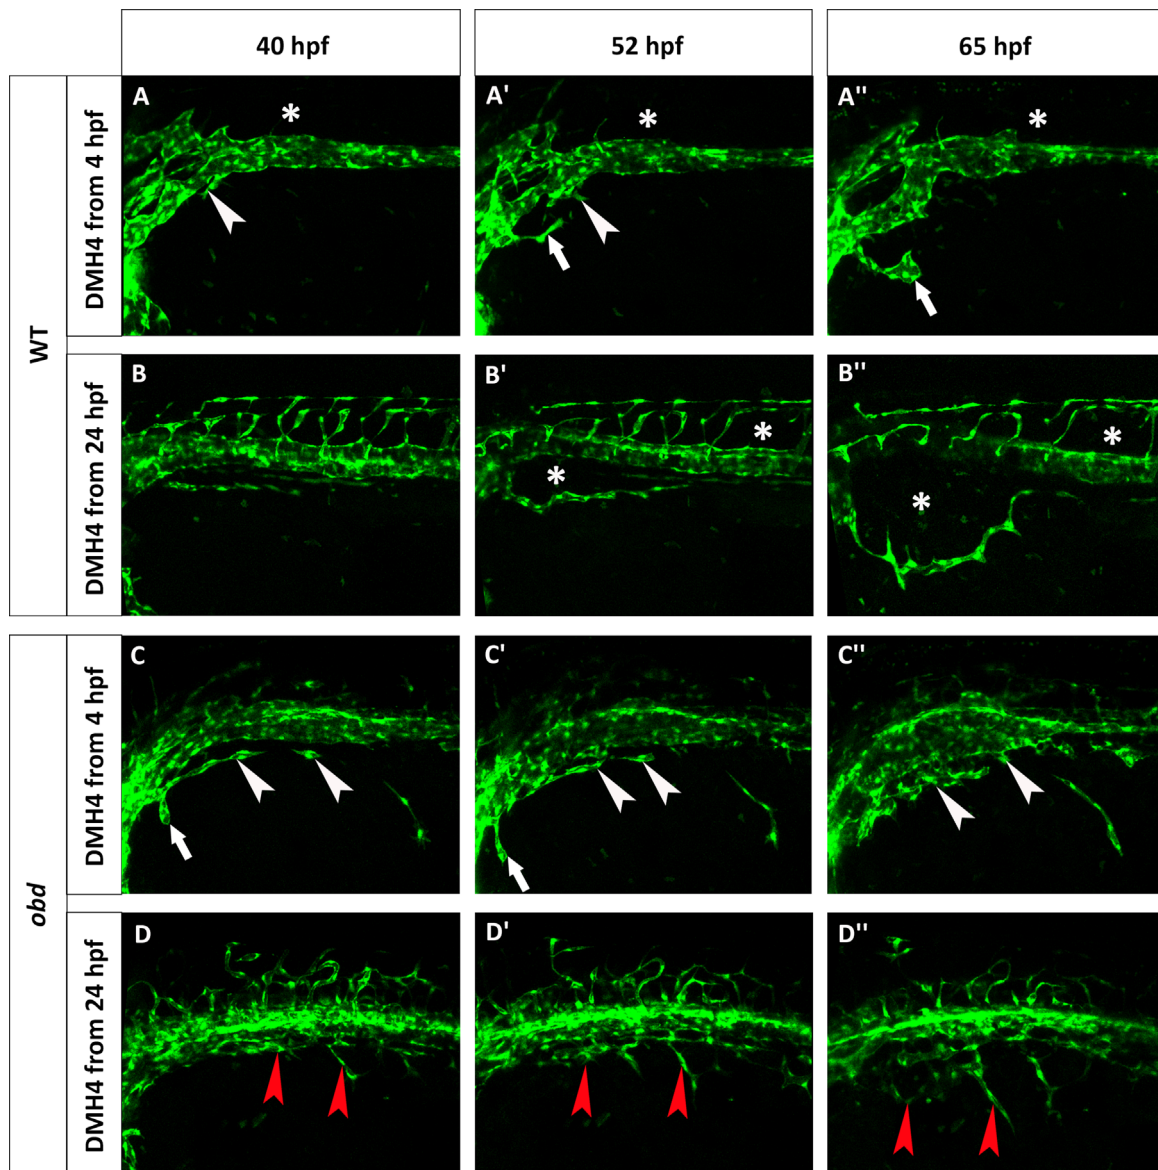 40 hpf
52 hpf
65 hpf
WT
DMH4 from 4 hpf
A
*
A'
*
A''
*
DMH4 from 24 hpf
B
B'
*
*
B''
*
*
obd
DMH4 from 4 hpf
C
C'
C''
DMH4 from 24 hpf
D
D'
D''